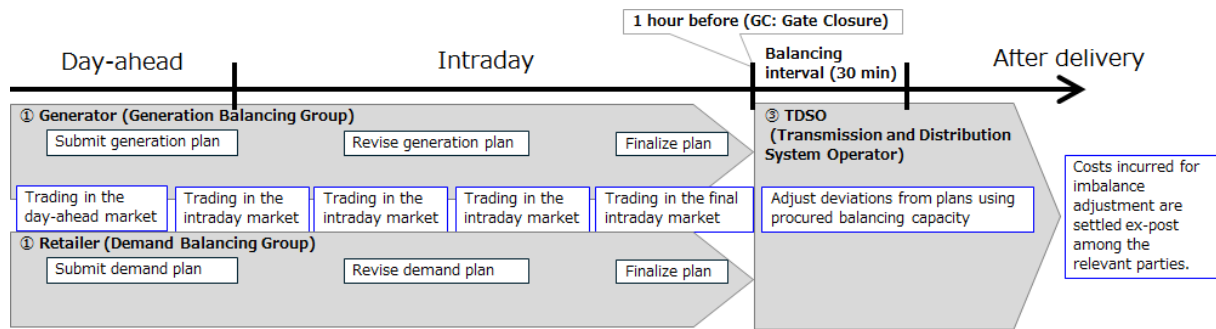 1 hour before (GC: Gate Closure)
Day-ahead
Intraday
Balancing
interval (30 min)
After delivery
① Generator (Generation Balancing Group)
Submit generation plan
Revise generation plan
Finalize plan
③ TDSO
(Transmission and Distribution
System Operator)
Trading in the
day-ahead market
Trading in the
intraday market
Trading in the
intraday market
Trading in the
intraday market
Trading in the final
intraday market
Adjust deviations from plans using
procured balancing capacity
Costs incurred for
imbalance
adjustment are
settled ex-post
among the
relevant parties.
① Retailer (Demand Balancing Group)
Submit demand plan
Revise demand plan
Finalize plan